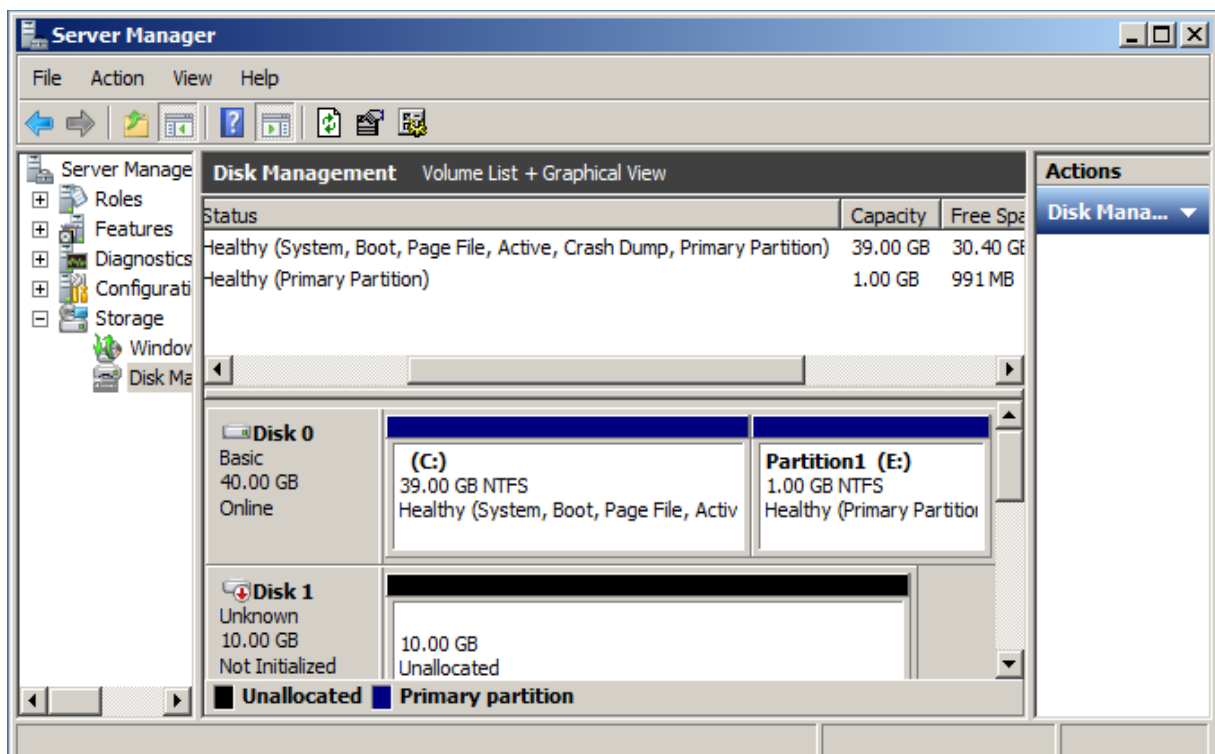 Server Manager
File Action View Help
Server Manage
Roles
Features
Diagnostics
Configurati
Storage
Window
Disk Ma
Disk Management Volume List + Graphical View
Status Capacity Free Spa
Healthy (System, Boot, Page File, Active, Crash Dump, Primary Partition) 39.00 GB 30.40 GB
Healthy (Primary Partition) 1.00 GB 991 MB
Disk 0
Basic
40.00 GB
Online
(C:)
39.00 GB NTFS
Healthy (System, Boot, Page File, Activ
Partition1 (E:)
1.00 GB NTFS
Healthy (Primary Partition
Disk 1
Unknown
10.00 GB
Not Initialized
10.00 GB
Unallocated
Unallocated Primary partition
Actions
Disk Mana...